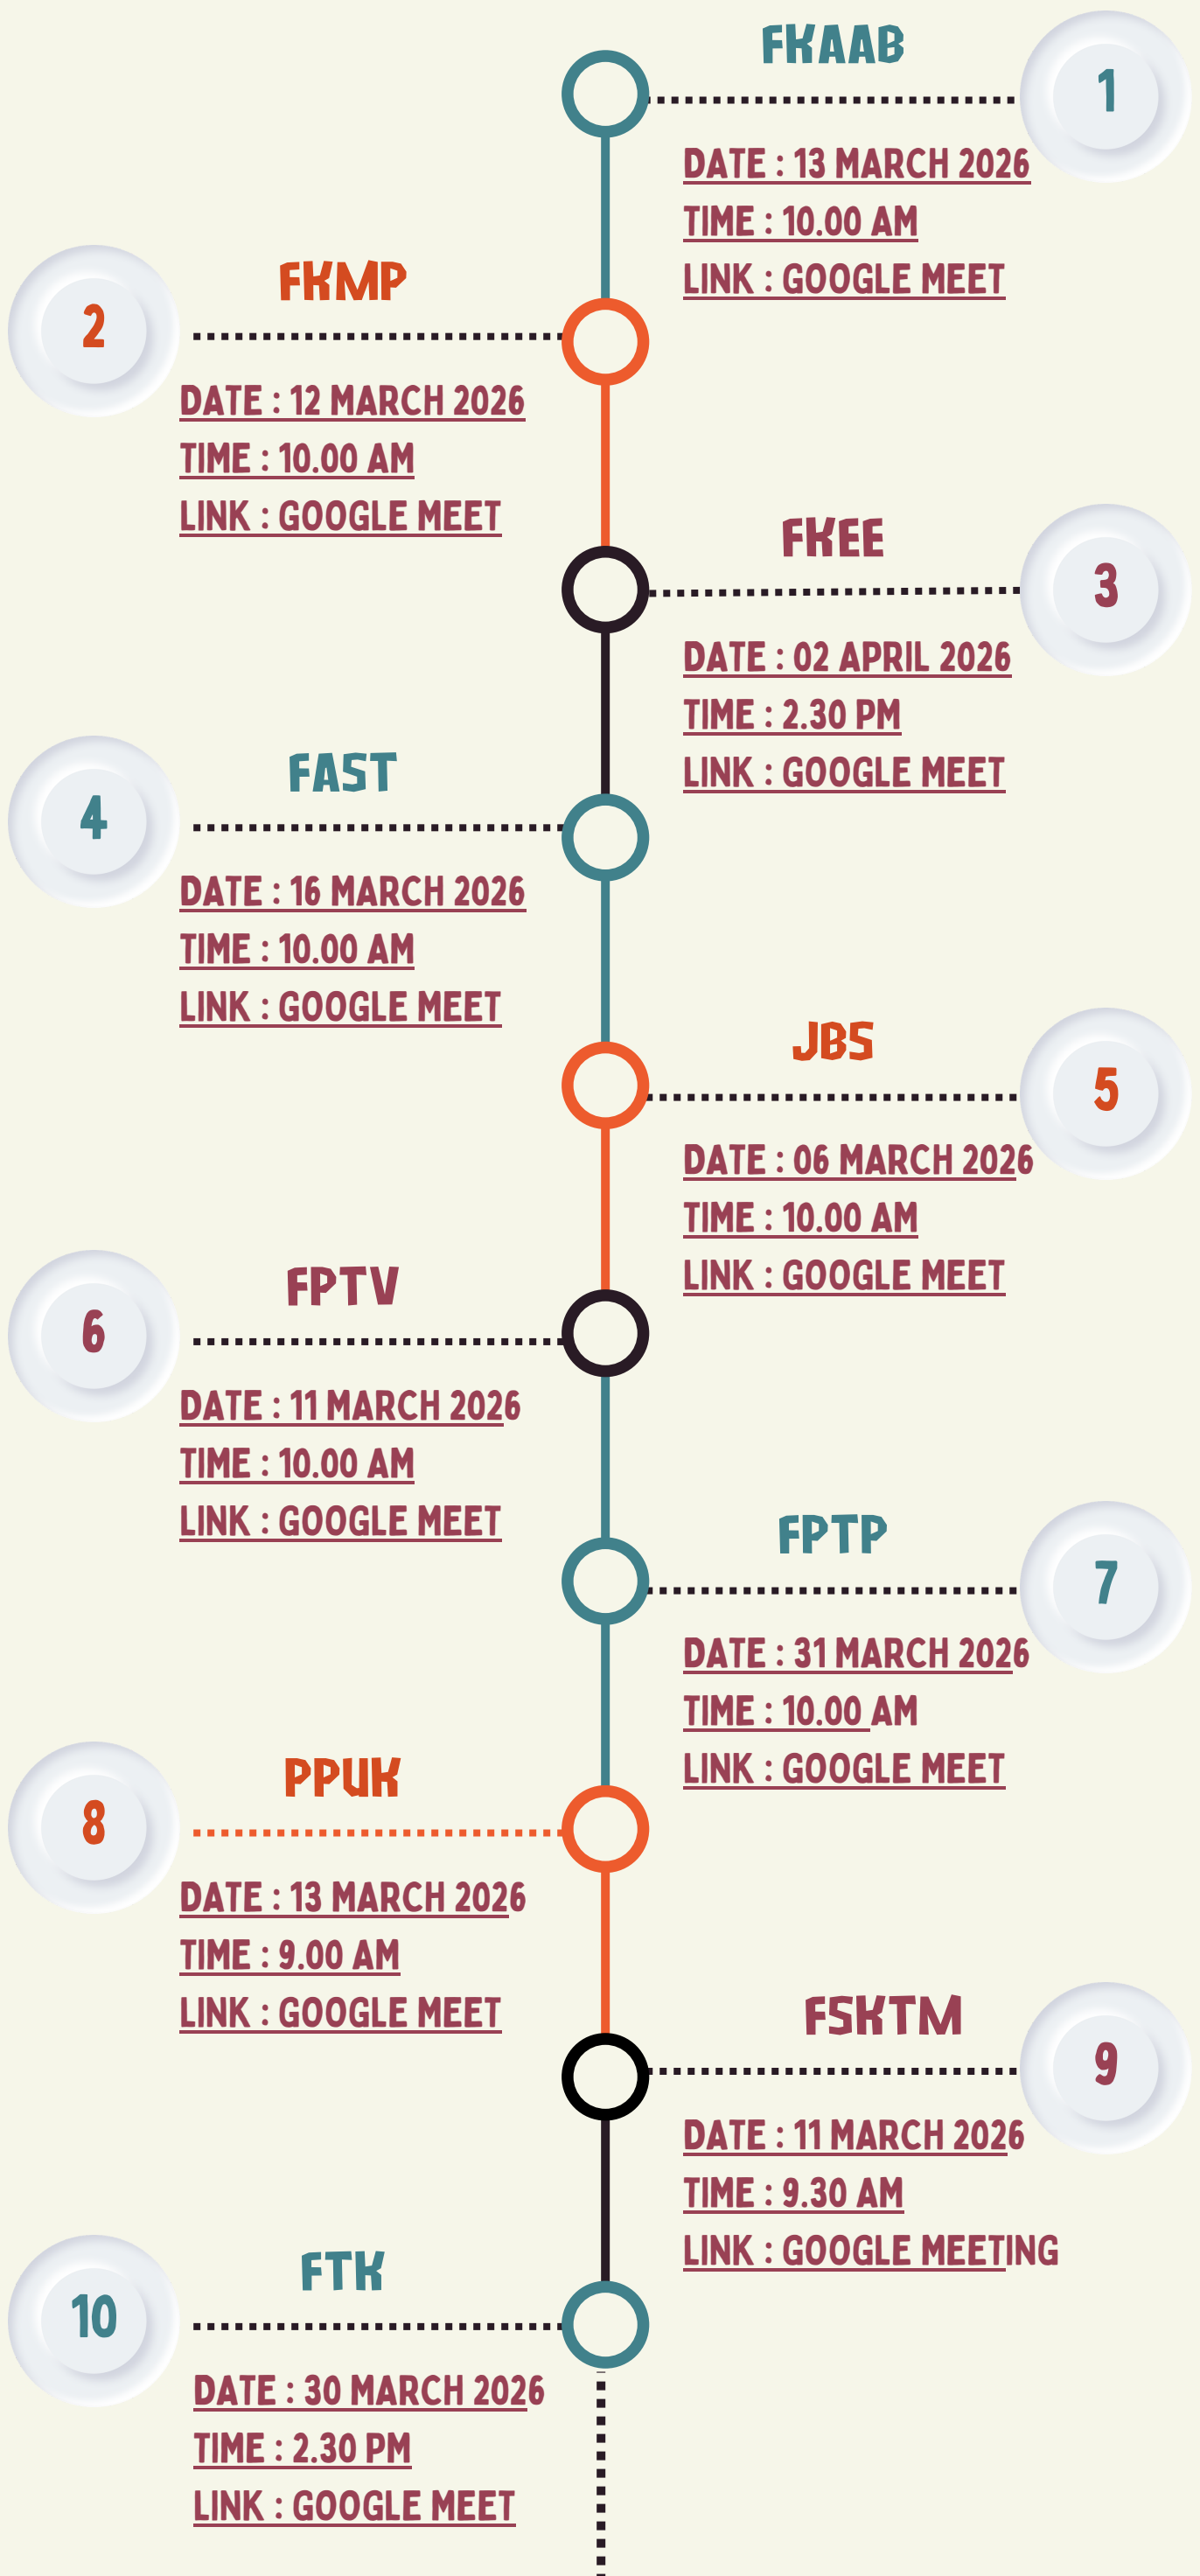 FKAAB
1
DATE : 13 MARCH 2026
TIME : 10.00 AM
LINK : GOOGLE MEET
FKMP
2
DATE : 12 MARCH 2026
TIME : 10.00 AM
LINK : GOOGLE MEET
FKEE
3
DATE : 02 APRIL 2026
TIME : 2.30 PM
LINK : GOOGLE MEET
FAST
4
DATE : 16 MARCH 2026
TIME : 10.00 AM
LINK : GOOGLE MEET
JBS
5
DATE : 06 MARCH 2026
TIME : 10.00 AM
LINK : GOOGLE MEET
FPTV
6
DATE : 11 MARCH 2026
TIME : 10.00 AM
LINK : GOOGLE MEET
FPTP
7
DATE : 31 MARCH 2026
TIME : 10.00 AM
LINK : GOOGLE MEET
PPUK
8
DATE : 13 MARCH 2026
TIME : 9.00 AM
LINK : GOOGLE MEET
FSKTM
9
DATE : 11 MARCH 2026
TIME : 9.30 AM
LINK : GOOGLE MEETING
FTK
10
DATE : 30 MARCH 2026
TIME : 2.30 PM
LINK : GOOGLE MEET